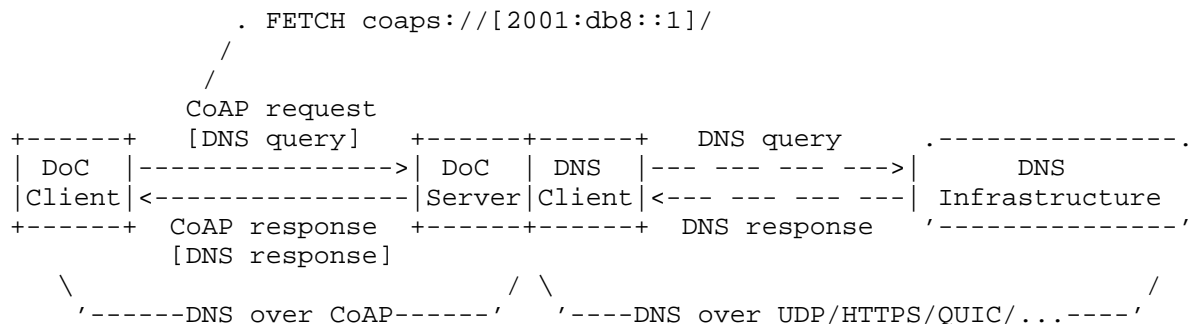 . FETCH coaps://[2001:db8::1]/
/
/
CoAP request
+------+ [DNS query] +------+------+ DNS query .---------------.
| DoC |---------------->| DoC | DNS |--- --- --- --->| DNS
|Client|<----------------|Server|Client|<--- --- --- ---| Infrastructure
+------+ CoAP response +------+------+ DNS response '---------------'
[DNS response]
\ / \ /
'------DNS over CoAP------' '----DNS over UDP/HTTPS/QUIC/...----'